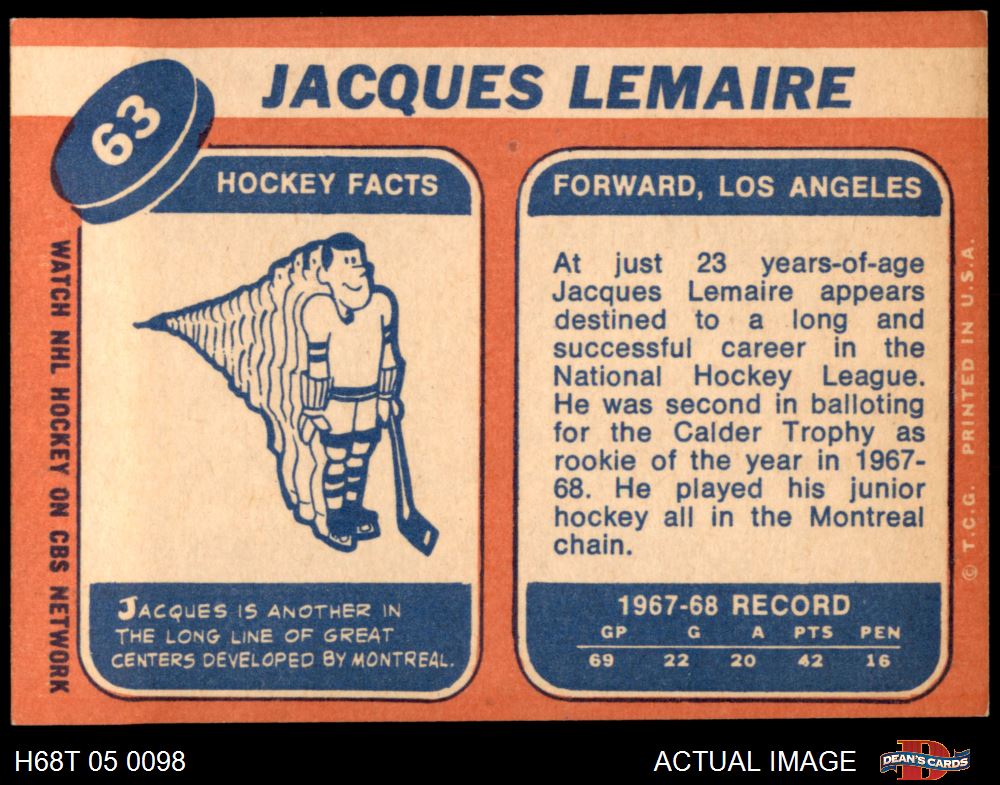 63
JACQUES LEMAIRE
HOCKEY FACTS
JACQUES IS ANOTHER IN
THE LONG LINE OF GREAT
CENTERS DEVELOPED BY MONTREAL.
WATCH NHL HOCKEY ON CBS NETWORK
FORWARD, LOS ANGELES
At just 23 years-of-age
Jacques Lemaire appears
destined to a long and
successful career in the
National Hockey League.
He was second in balloting
for the Calder Trophy as
rookie of the year in 1967-
68. He played his junior
hockey all in the Montreal
chain.
1967-68 RECORD
GP G A PTS PEN
69 22 20 42 16
© T.C.G. PRINTED IN U.S.A.
H68T 05 0098
ACTUAL IMAGE
D
DEAN'S CARDS